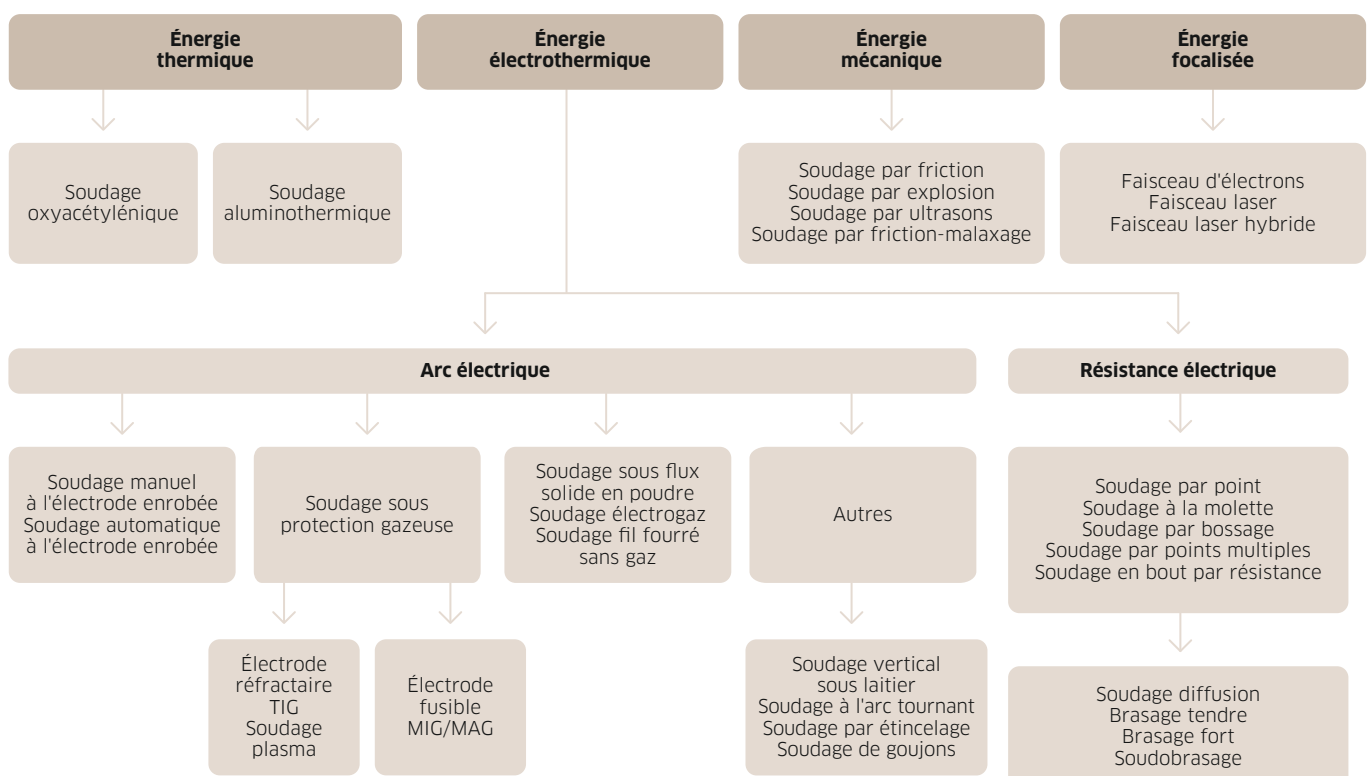 Énergie
thermique
Énergie
électrothermique
Énergie
mécanique
Énergie
focalisée
Soudage
oxyacétylénique
Soudage
aluminothermique
Soudage par friction
Soudage par explosion
Soudage par ultrasons
Soudage par friction-malaxage
Faisceau d'électrons
Faisceau laser
Faisceau laser hybride
Arc électrique
Résistance électrique
Soudage manuel
à l'électrode enrobée
Soudage automatique
à l'électrode enrobée
Soudage sous
protection gazeuse
Soudage sous flux
solide en poudre
Soudage électrogaz
Soudage fil fourré
sans gaz
Autres
Soudage par point
Soudage à la molette
Soudage par bossage
Soudage par points multiples
Soudage en bout par résistance
Électrode
réfractaire
TIG
Soudage
plasma
Électrode
fusible
MIG/MAG
Soudage vertical
sous laitier
Soudage à l'arc tournant
Soudage par étincelage
Soudage de goujons
Soudage diffusion
Brasage tendre
Brasage fort
Soudobrasage